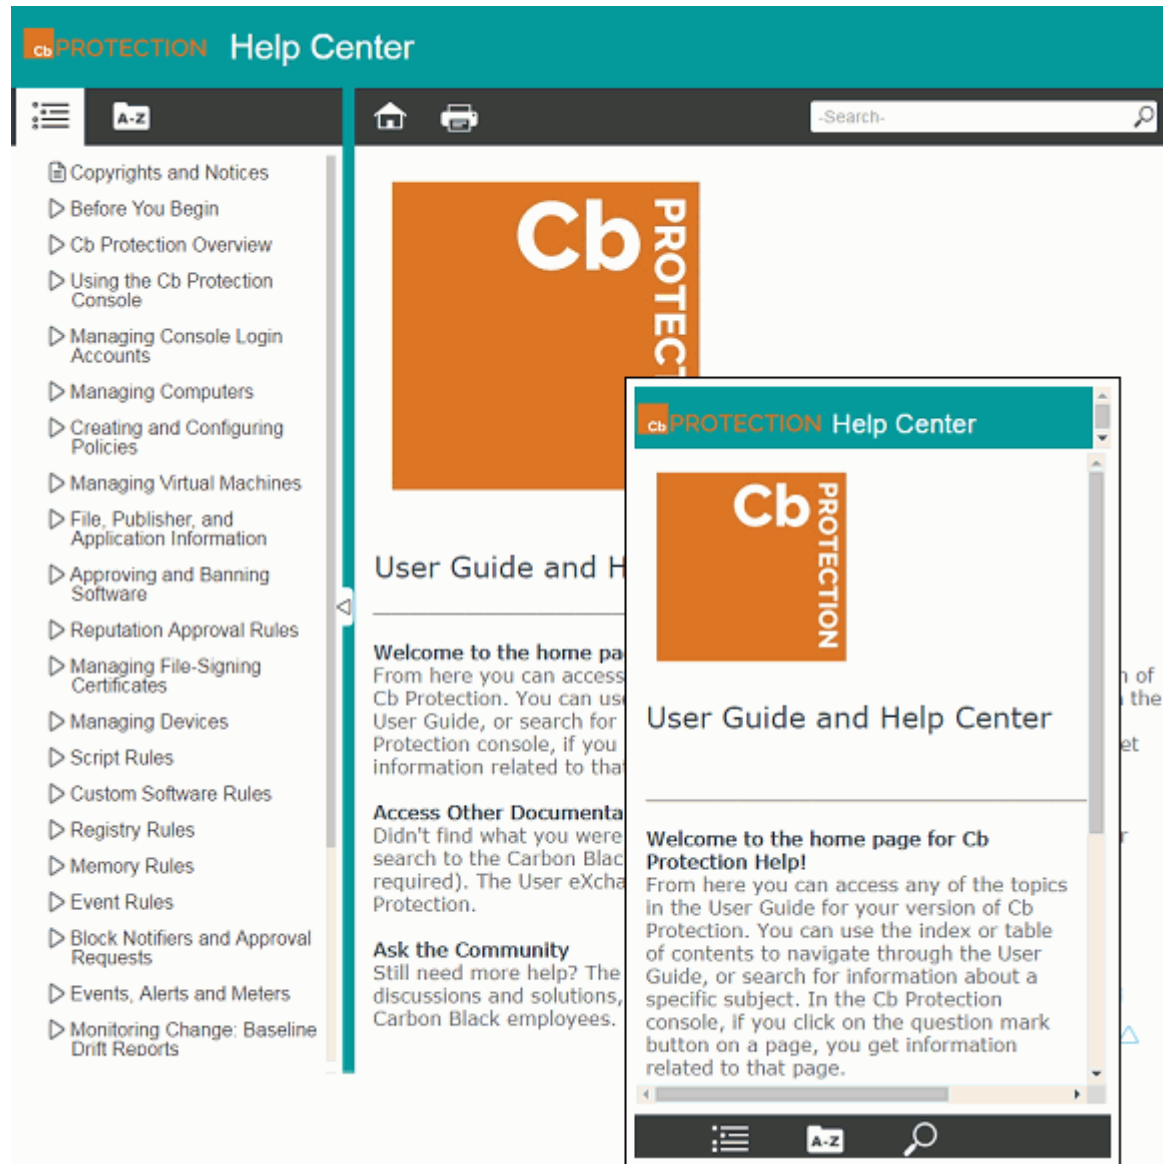 Cb PROTECTION Help Center
A-Z
-Search-
Copyrights and Notices
Before You Begin
Cb Protection Overview
Using the Cb Protection
Console
Managing Console Login
Accounts
Managing Computers
Creating and Configuring
Policies
Managing Virtual Machines
File, Publisher, and
Application Information
Approving and Banning
Software
Reputation Approval Rules
Managing File-Signing
Certificates
Managing Devices
Script Rules
Custom Software Rules
Registry Rules
Memory Rules
Event Rules
Block Notifiers and Approval
Requests
Events, Alerts and Meters
Monitoring Change: Baseline
Drift Reports
Cb PROTECT
User Guide and H
Welcome to the home pa
From here you can access
n of
Cb Protection. You can use
the
User Guide, or search for
Protection console, if you
et
information related to that
Access Other Documenta
Didn't find what you were
r
search to the Carbon Blac
required). The User eXcha
Protection.
Ask the Community
Still need more help? The
discussions and solutions,
Carbon Black employees.
Cb PROTECTION Help Center
Cb PROTECTION
User Guide and Help Center
Welcome to the home page for Cb
Protection Help!
From here you can access any of the topics
in the User Guide for your version of Cb
Protection. You can use the index or table
of contents to navigate through the User
Guide, or search for information about a
specific subject. In the Cb Protection
console, if you click on the question mark
button on a page, you get information
related to that page.
A-Z